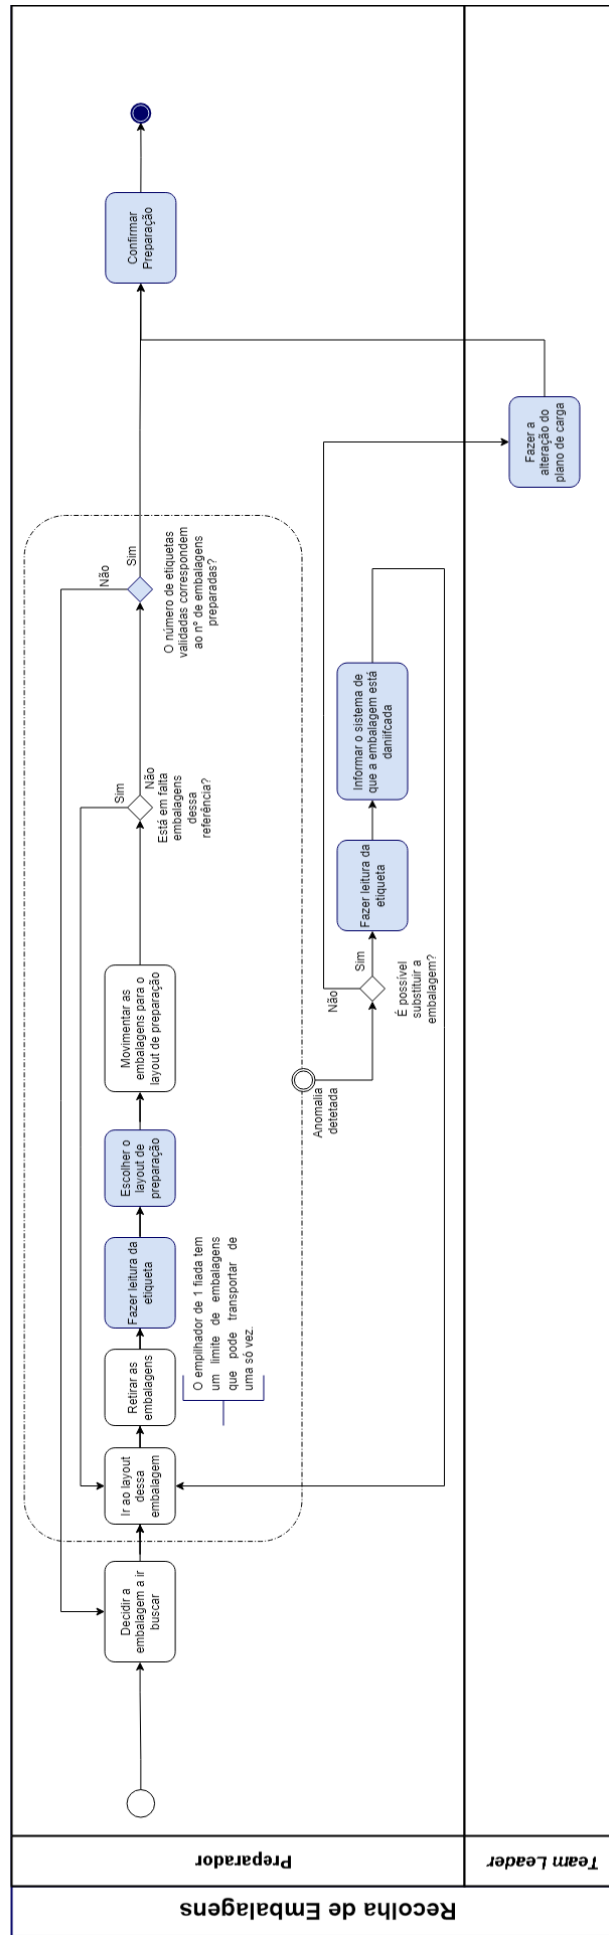 Recolha de Embalagens
Preparador
Team Leader
Decidir a
embalagem a ir
buscar
Ir ao layout
dessa
embalagem
Retirar as
embalagens
Fazer leitura da
etiqueta
Escolher o
layout de
preparação
Movimentar as
embalagens para o
layout de preparação
Sim
Não
Está em falta
embalagens
dessa
referência?
Não
Sim
O número de etiquetas
validadas correspondem
ao nº de embalagens
preparadas?
Confirmar
Preparação
O empilhador de 1 fiada tem
um limite de embalagens
que pode transportar de
uma só vez.
Anomalia
detetada
Não
Sim
É possível
substituir a
embalagem?
Fazer leitura da
etiqueta
Informar o sistema de
que a embalagem está
daniifcada
Fazer a
alteração do
plano de carga